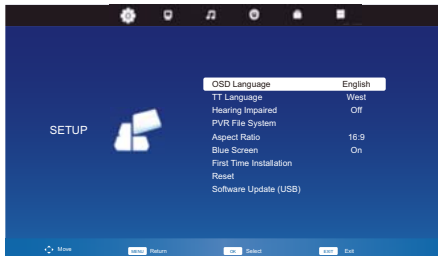 OSD Language English
TT Language West
Hearing Impaired Off
PVR File System
SETUP
Aspect Ratio 16:9
Blue Screen On
First Time Installation
Reset
Software Update (USB)
Move MENU Return OK Select EXIT Exit